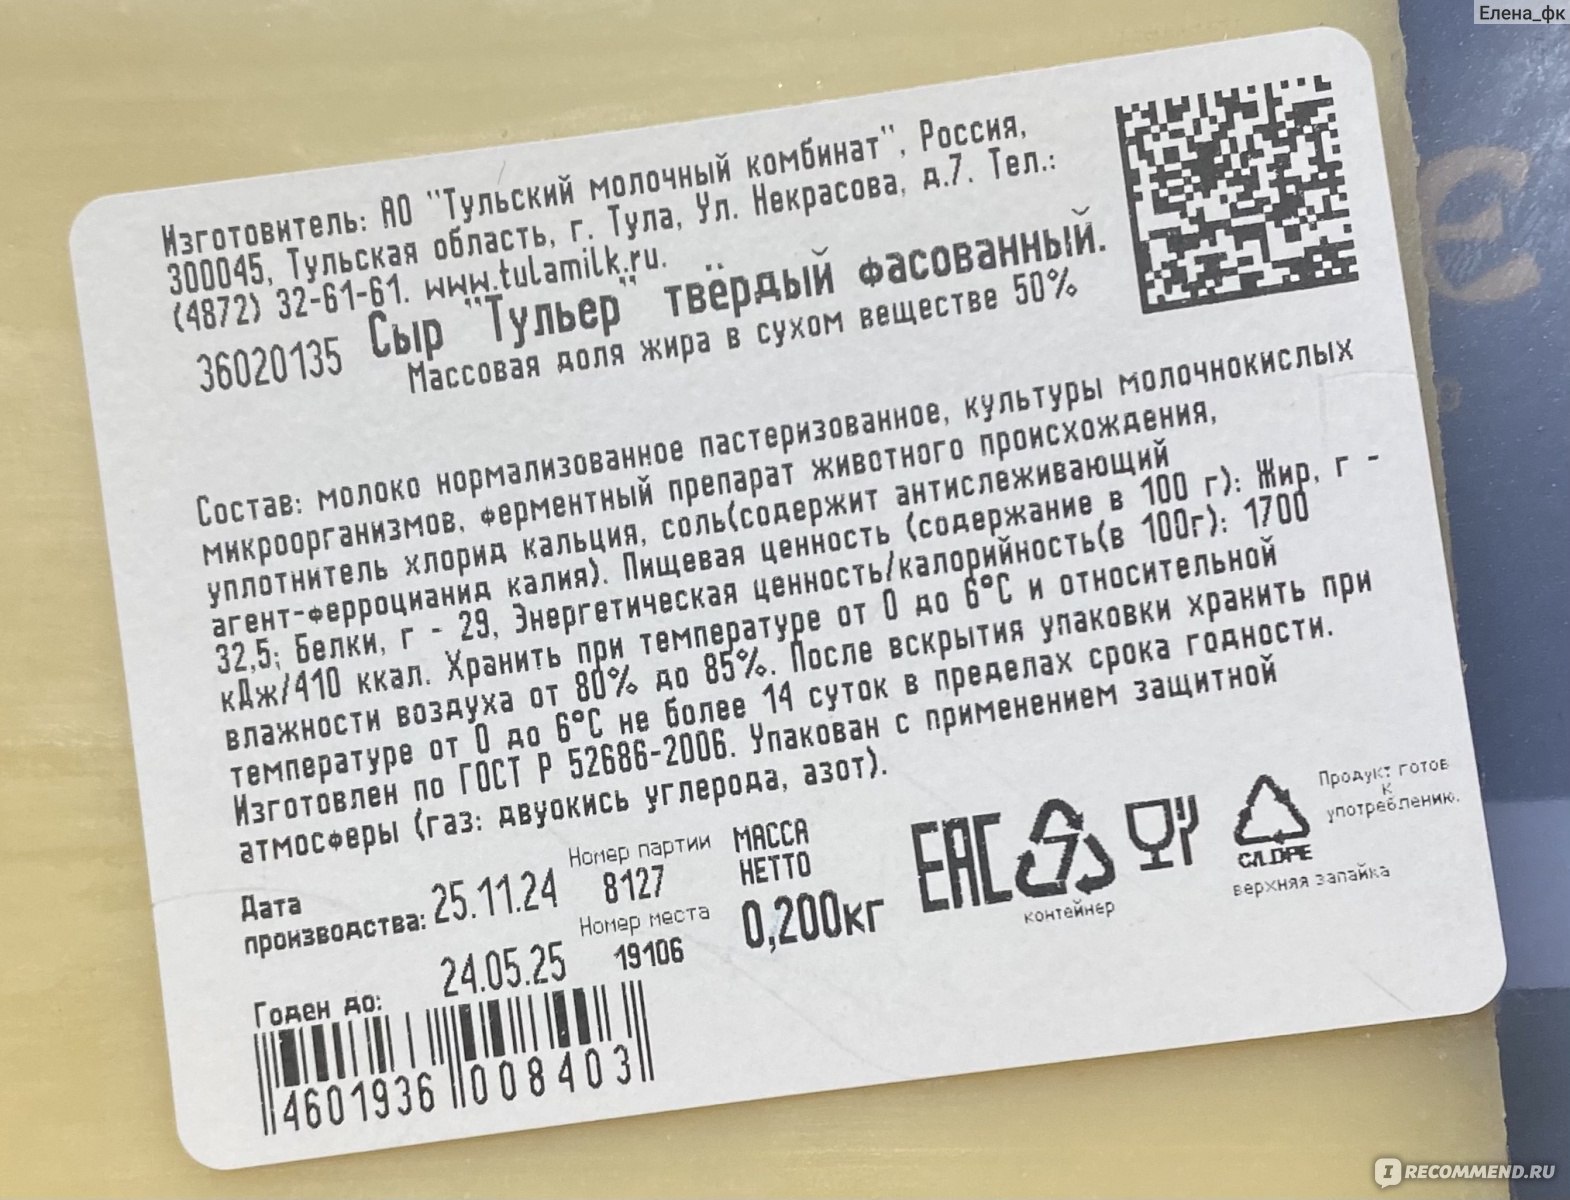 Елена_фк
Изготовитель: АО "Тульский молочный комбинат", Россия,
300045, Тульская область, г. Тула, Ул. Некрасова, д.7. Тел.:
(4872) 32-61-61. www.tulamilk.ru.
36020135 Сыр "Тульер" твёрдый фасованный.
Массовая доля жира в сухом веществе 50%
Состав: молоко нормализованное пастеризованное, культуры молочнокислых
микроорганизмов, ферментный препарат животного происхождения,
уплотнитель хлорид кальция, соль(содержит антислеживающий
агент-ферроцианид калия). Пищевая ценность (содержание в 100 г): Жир, г -
32,5; Белки, г - 29, Энергетическая ценность/калорийность(в 100г): 1700
кДж/410 ккал. Хранить при температуре от 0 до 6°С и относительной
влажности воздуха от 80% до 85%. После вскрытия упаковки хранить при
температуре от 0 до 6°С не более 14 суток в пределах срока годности.
Изготовлен по ГОСТ Р 52686-2006. Упакован с применением защитной
атмосферы (газ: двуокись углерода, азот).
Дата
производства: 25.11.24
Годен до: 24.05.25
Номер партии
8127
Номер места
19106
МАССА
НЕТТО
0,200кг
EAC
контейнер
C/LDPE
верхняя запайка
Продукт готов
к
употреблению.
4601936 008403
e
IRECOMMEND.RU